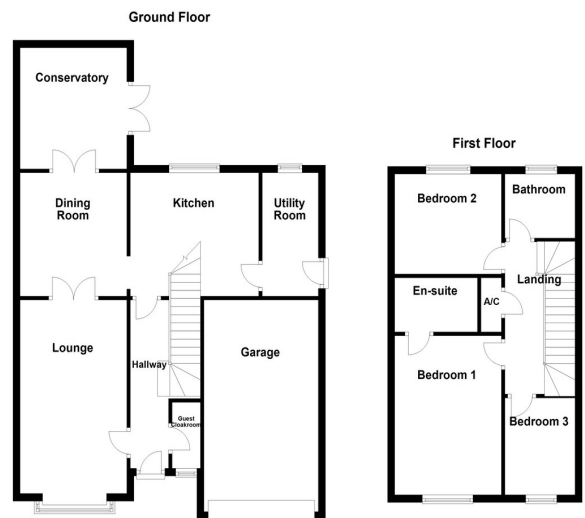 Ground Floor
Conservatory
Dining
Room
Kitchen
Utility
Room
Lounge
Hallway
Garage
Guest
Cloakroom
First Floor
Bedroom 2
Bathroom
Landing
En-suite
A/C
Bedroom 1
Bedroom 3